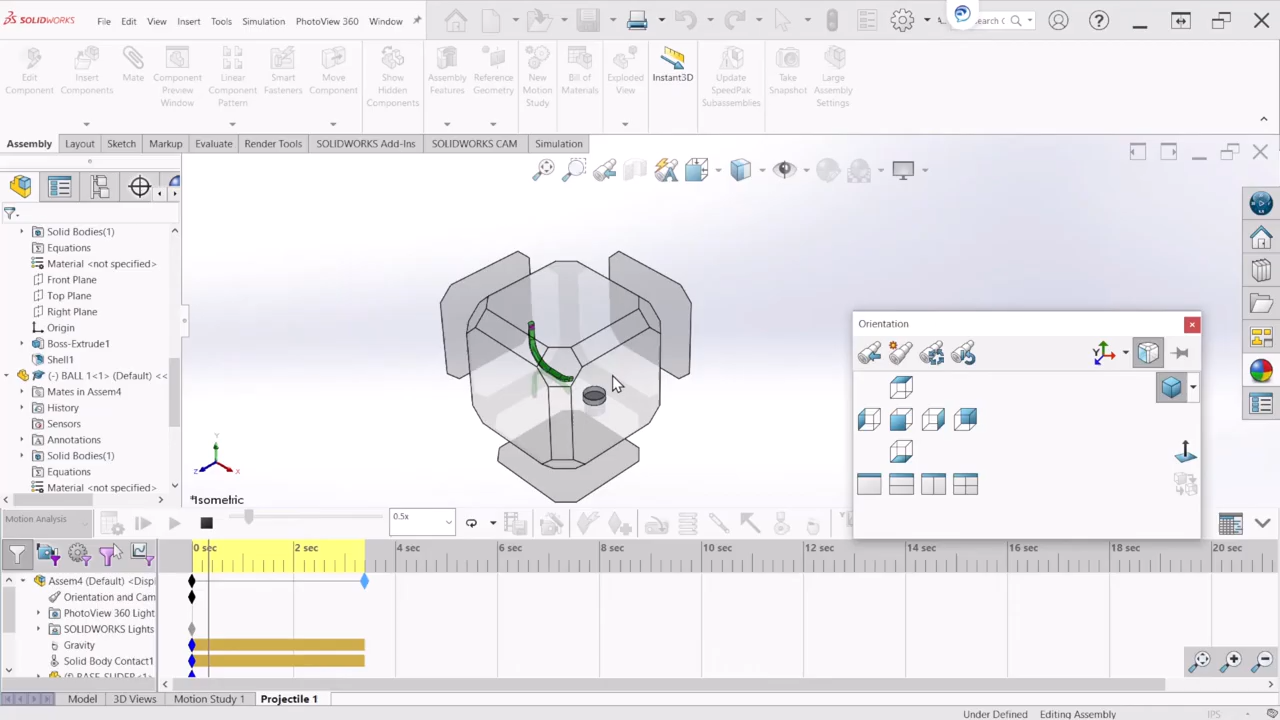 SOLIDWORKS File Edit View Insert Tools Simulation PhotoView 360 Window
Edit Component
Insert Components
Mate
Component Preview Window
Linear Component Pattern
Smart Fasteners
Move Component
Show Hidden Components
Assembly Features
Reference Geometry
New Motion Study
Bill of Materials
Exploded View
Instant3D
Update SpeedPak Subassemblies
Take Snapshot
Large Assembly Settings
Assembly Layout Sketch Markup Evaluate Render Tools SOLIDWORKS Add-Ins SOLIDWORKS CAM Simulation
Solid Bodies(1)
Equations
Material <not specified>
Front Plane
Top Plane
Right Plane
Origin
Boss-Extrude1
Shell1
(-) BALL 1<1> (Default) <<
Mates in Assem4
History
Sensors
Annotations
Solid Bodies(1)
Equations
Material <not specified>
Orientation
Y
X
Z
*Isometric
Motion Analysis 0.5x
0 sec 2 sec 4 sec 6 sec 8 sec 10 sec 12 sec 14 sec 16 sec 18 sec 20 sec
Assem4 (Default) <Displ
Orientation and Cam
PhotoView 360 Light
SOLIDWORKS Lights
Gravity
Solid Body Contact1
Model 3D Views Motion Study 1 Projectile 1
Under Defined Editing Assembly IPS